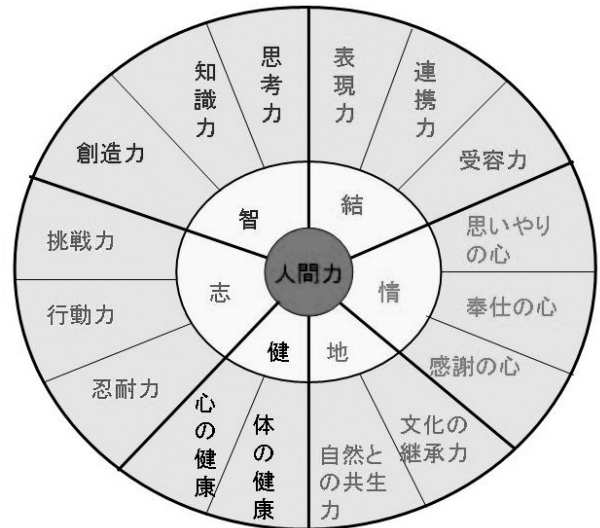 人間力
智
結
情
地
健
志
思考力
知識力
創造力
表現力
連携力
受容力
思いやり
の心
奉仕の心
感謝の心
文化の
継承力
自然と
の共生
力
体の健康
心の健康
忍耐力
行動力
挑戦力